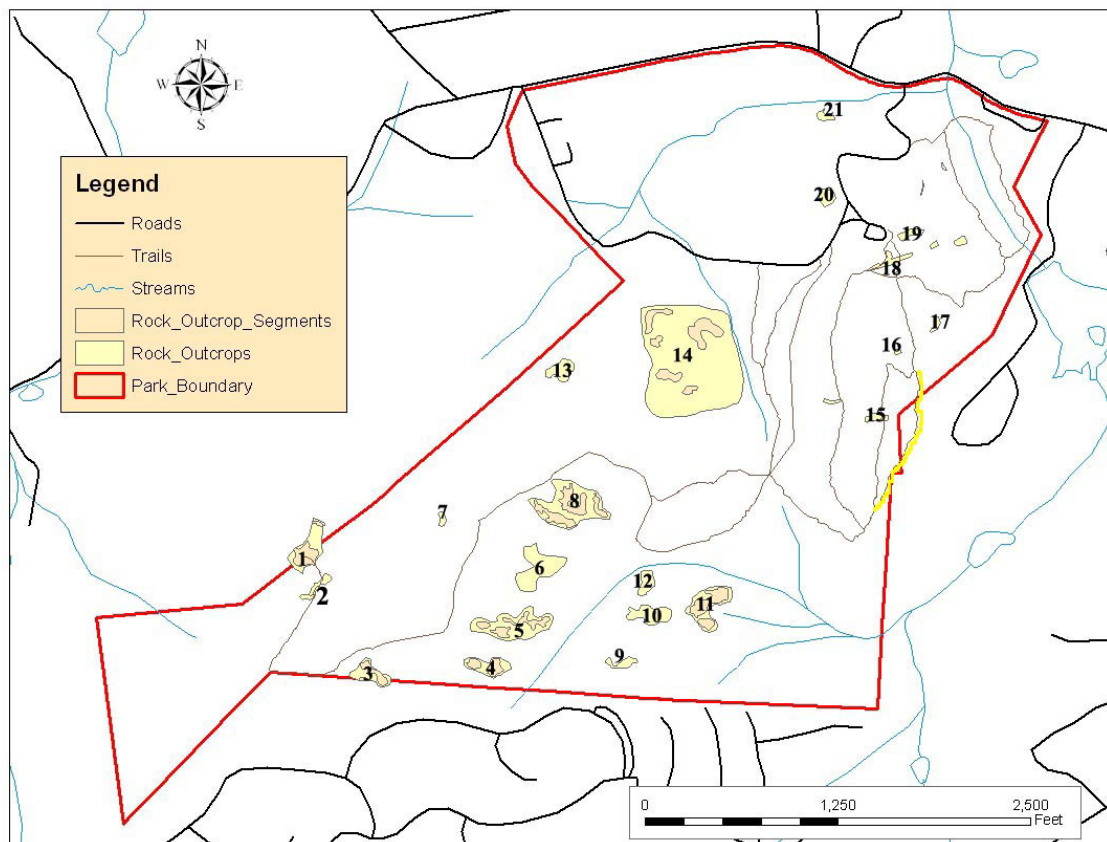 N
W E
S
Legend
Roads
Trails
Streams
Rock_Outcrop_Segments
Rock_Outcrops
Park_Boundary
21
20
19
18
17
16
14
13
15
8
7
1
6
12
2
11
10
5
9
4
3
0 1,250 2,500
Feet